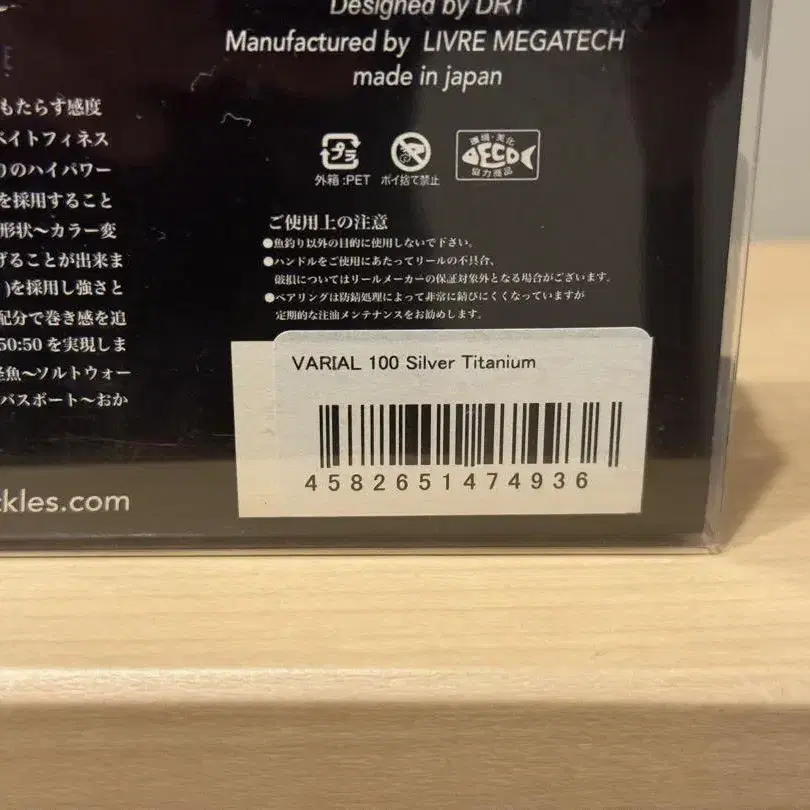 Designed by DRT
Manufactured by LIVRE MEGATECH
made in japan
もたらす感度
ベイトフィネス
りのハイパワー
を採用すること
形状～カラー変
げることが出来ま
)を採用し強さと
配分で巻き感を追
50:50 を実現しま
怪魚～ソルトウォー
バスボート～おか
ckles.com
プラ
外箱:PET
ポイ捨て禁止
環境・美化
ECO
協力商品
ご使用上の注意
●魚釣り以外の目的に使用しないで下さい。
●ハンドルをご使用にあたってリールの不具合、
破損についてはリールメーカーの保証対象外となる場合がございます。
●ベアリングは防錆処理によって非常に錆びにくくなっていますが
定期的な注油メンテナンスをお勧めします。
VARIAL 100 Silver Titanium
4582651474936